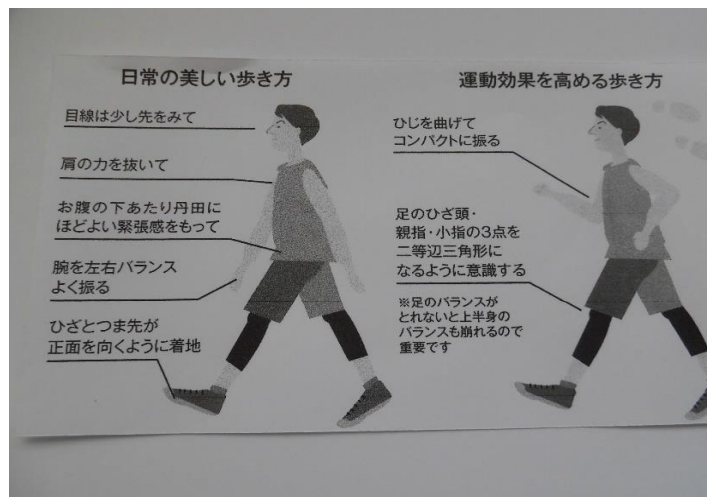 日常の美しい歩き方
目線は少し先をみて
肩の力を抜いて
お腹の下あたり丹田に
ほどよい緊張感をもって
腕を左右バランス
よく振る
ひざとつま先が
正面を向くように着地
運動効果を高める歩き方
ひじを曲げて
コンパクトに振る
足のひざ頭・
親指・小指の3点を
二等辺三角形に
なるように意識する
※足のバランスが
とれないと上半身の
バランスも崩れるので
重要です